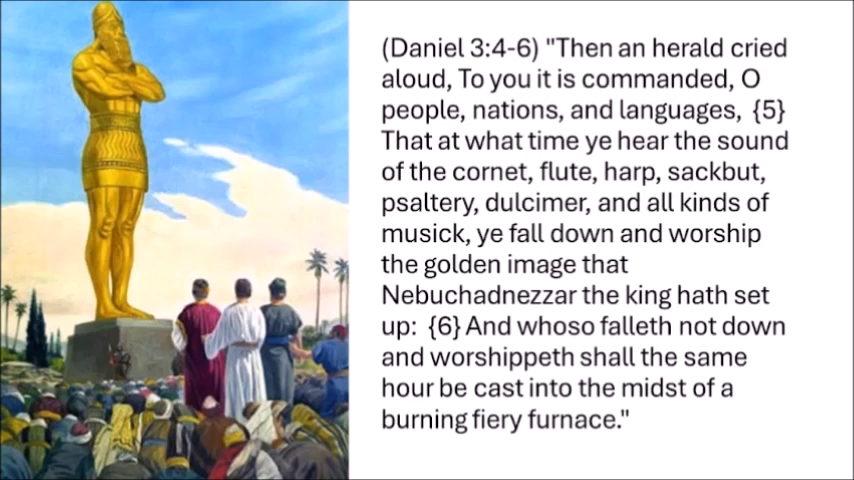 (Daniel 3:4-6) "Then an herald cried
aloud, To you it is commanded, O
people, nations, and languages,  {5}
That at what time ye hear the sound
of the cornet, flute, harp, sackbut,
psaltery, dulcimer, and all kinds of
musick, ye fall down and worship
the golden image that
Nebuchadnezzar the king hath set
up:  {6} And whoso falleth not down
and worshippeth shall the same
hour be cast into the midst of a
burning fiery furnace."